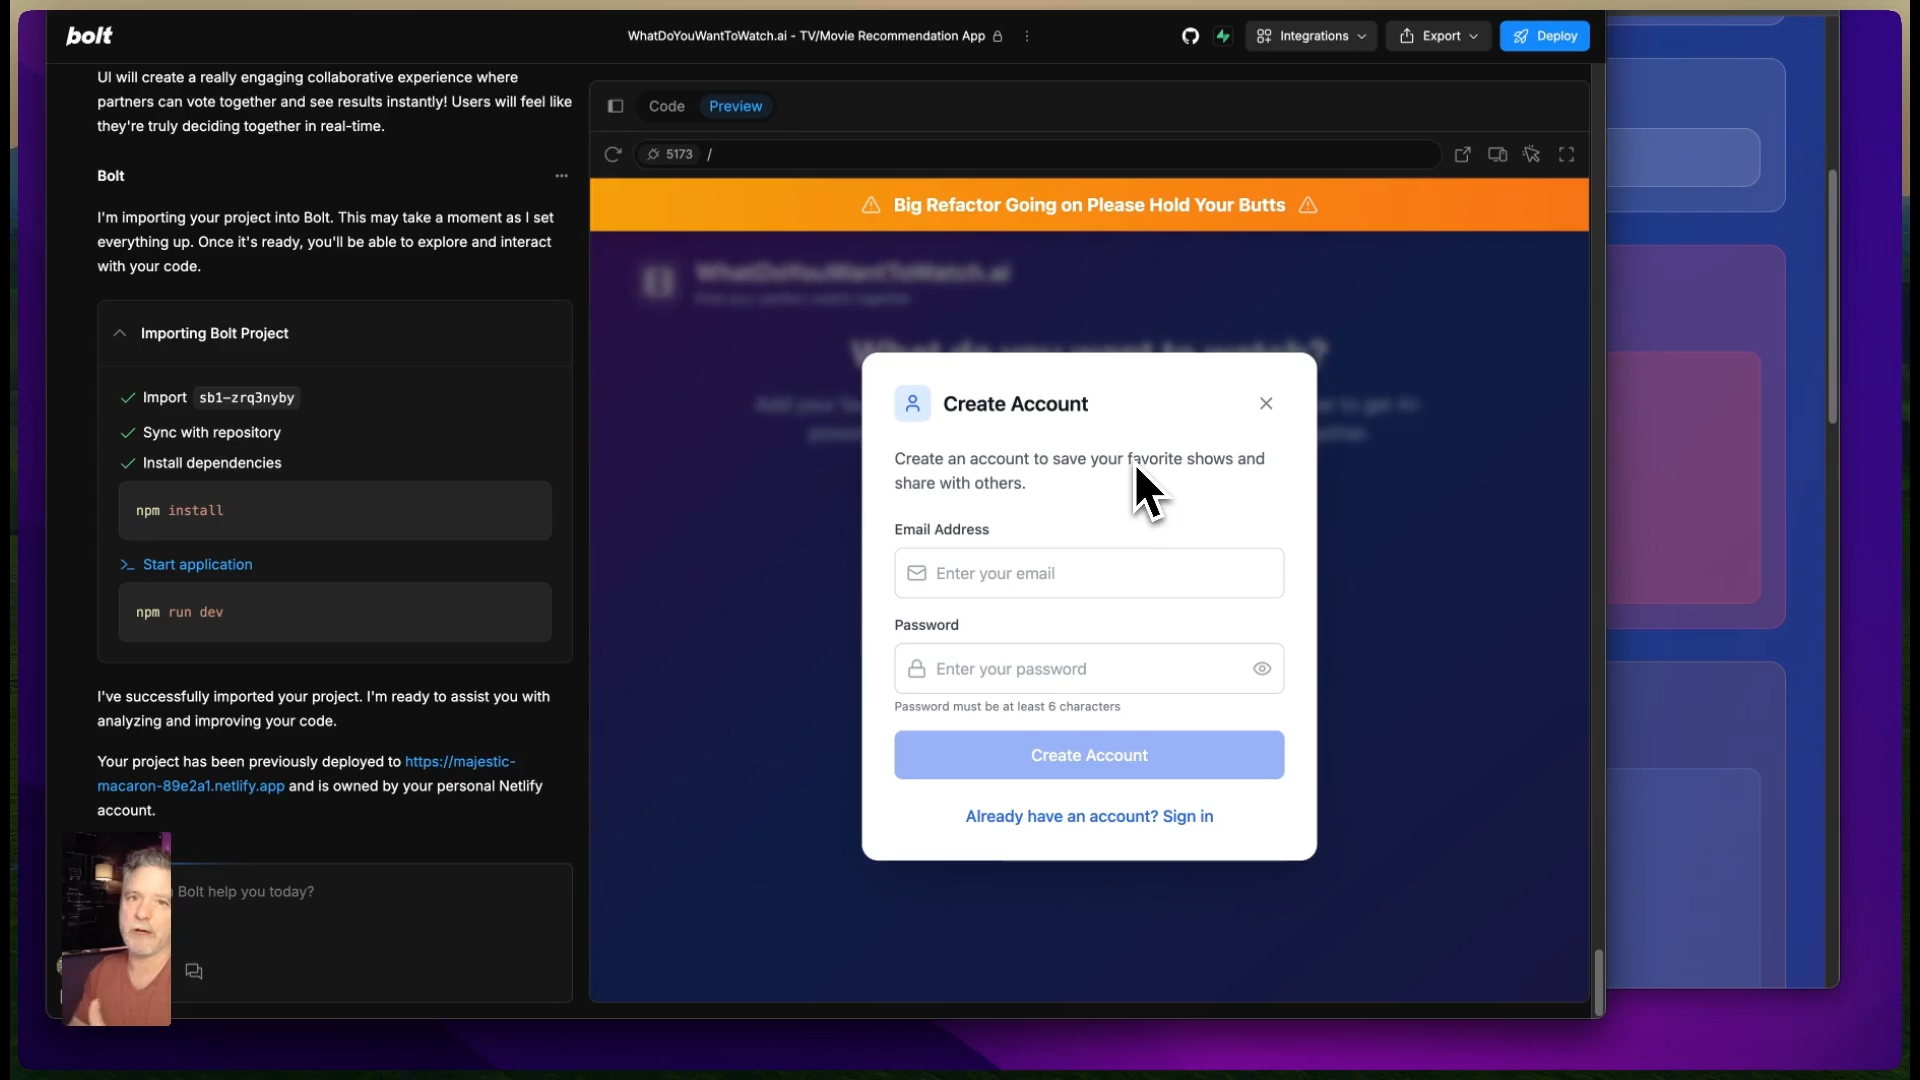 bolt
WhatDoYouWantToWatch.ai - TV/Movie Recommendation App
Integrations
Export
Deploy
UI will create a really engaging collaborative experience where
partners can vote together and see results instantly! Users will feel like
they're truly deciding together in real-time.
Bolt
I'm importing your project into Bolt. This may take a moment as I set
everything up. Once it's ready, you'll be able to explore and interact
with your code.
Importing Bolt Project
Import sb1-zrq3nyby
Sync with repository
Install dependencies
npm install
Start application
npm run dev
I've successfully imported your project. I'm ready to assist you with
analyzing and improving your code.
Your project has been previously deployed to https://majestic-
macaron-89e2a1.netlify.app and is owned by your personal Netlify
account.
Bolt help you today?
Code
Preview
5173 /
Big Refactor Going on Please Hold Your Butts
WhatDoYouWantToWatch.ai
What do you want to watch?
Create Account
Create an account to save your favorite shows and
share with others.
Email Address
Enter your email
Password
Enter your password
Password must be at least 6 characters
Create Account
Already have an account? Sign in